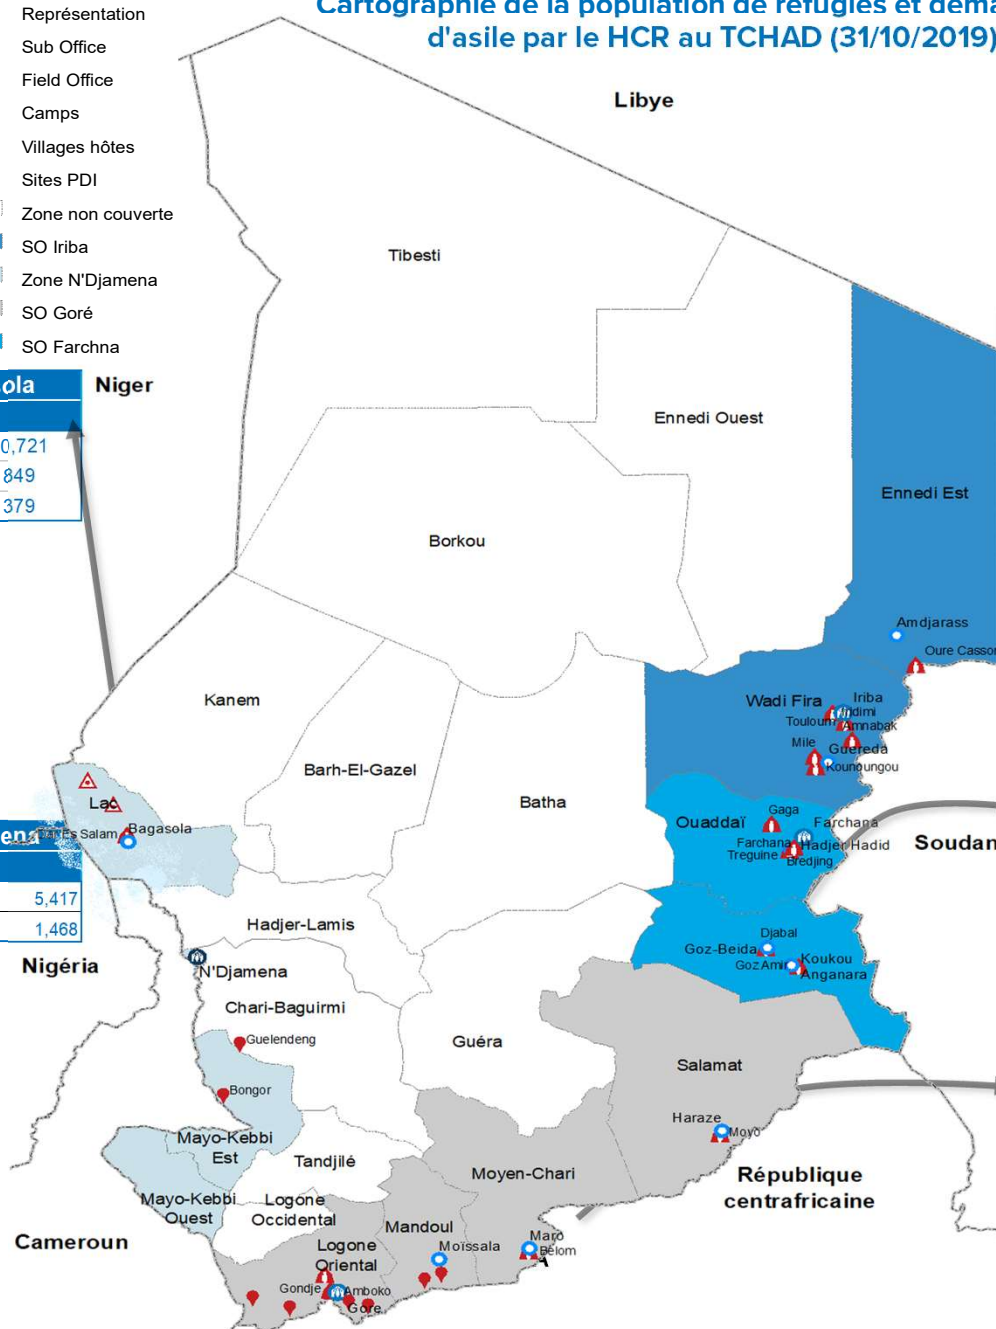 Cartographie de la population de réfugiés et dema
d'asile par le HCR au TCHAD (31/10/2019)
Représentation
Sub Office
Field Office
Camps
Villages hôtes
Sites PDI
Zone non couverte
SO Iriba
Zone N'Djamena
SO Goré
SO Farchna
Libye
Tibesti
ola
Niger
0,721
849
379
Ennedi Ouest
Ennedi Est
Borkou
Amdjarass
Oure Casson
Kanem
Wadi Fira
Iriba
Iridimi
Touloum
Amnabak
Mile
Guereda
Kounoungou
Barh-El-Gazel
Batha
Lac
Gaga
Ouaddaï
Farchana
ena
Es Salam
Bagasola
Farchana
Hadjer Hadid
Soudan
Treguine
Bredjing
5,417
1,468
Hadjer-Lamis
Djabal
Goz-Beida
Koukou
Goz Amir
Anganara
Nigéria
N'Djamena
Chari-Baguirmi
Guelendeng
Guéra
Salamat
Bongor
Haraze
Moyo
Mayo-Kebbi
Est
Tandjilé
Moyen-Chari
République
centrafricaine
Mayo-Kebbi
Ouest
Logone
Occidental
Mandoul
Cameroun
Logone
Oriental
Moïssala
Maro
Belom
A
Gondje
Amboko
Gore